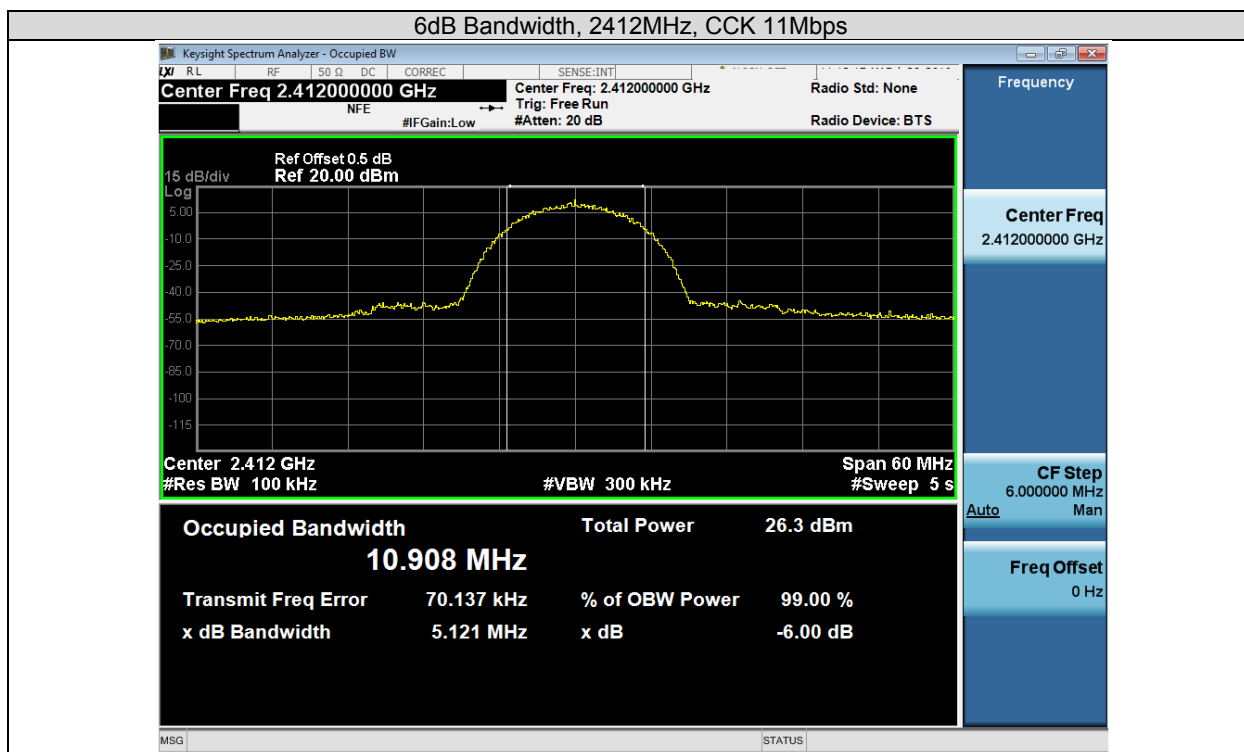 6dB Bandwidth, 2412MHz, CCK 11Mbps
Keysight Spectrum Analyzer - Occupied BW
LXI RL RF 50 Ω DC CORREC SENSE:INT
Center Freq 2.412000000 GHz
NFE
#IFGain:Low
Center Freq: 2.412000000 GHz
Trig: Free Run
#Atten: 20 dB
Radio Std: None
Radio Device: BTS
Ref Offset 0.5 dB
15 dB/div Ref 20.00 dBm
Log
5.00
-10.0
-25.0
-40.0
-55.0
-70.0
-85.0
-100
-115
Center 2.412 GHz Span 60 MHz
#Res BW 100 kHz #VBW 300 kHz #Sweep 5 s
Occupied Bandwidth Total Power 26.3 dBm
10.908 MHz
Transmit Freq Error 70.137 kHz % of OBW Power 99.00 %
x dB Bandwidth 5.121 MHz x dB -6.00 dB
MSG STATUS
Frequency
Center Freq
2.412000000 GHz
CF Step
6.000000 MHz
Auto Man
Freq Offset
0 Hz